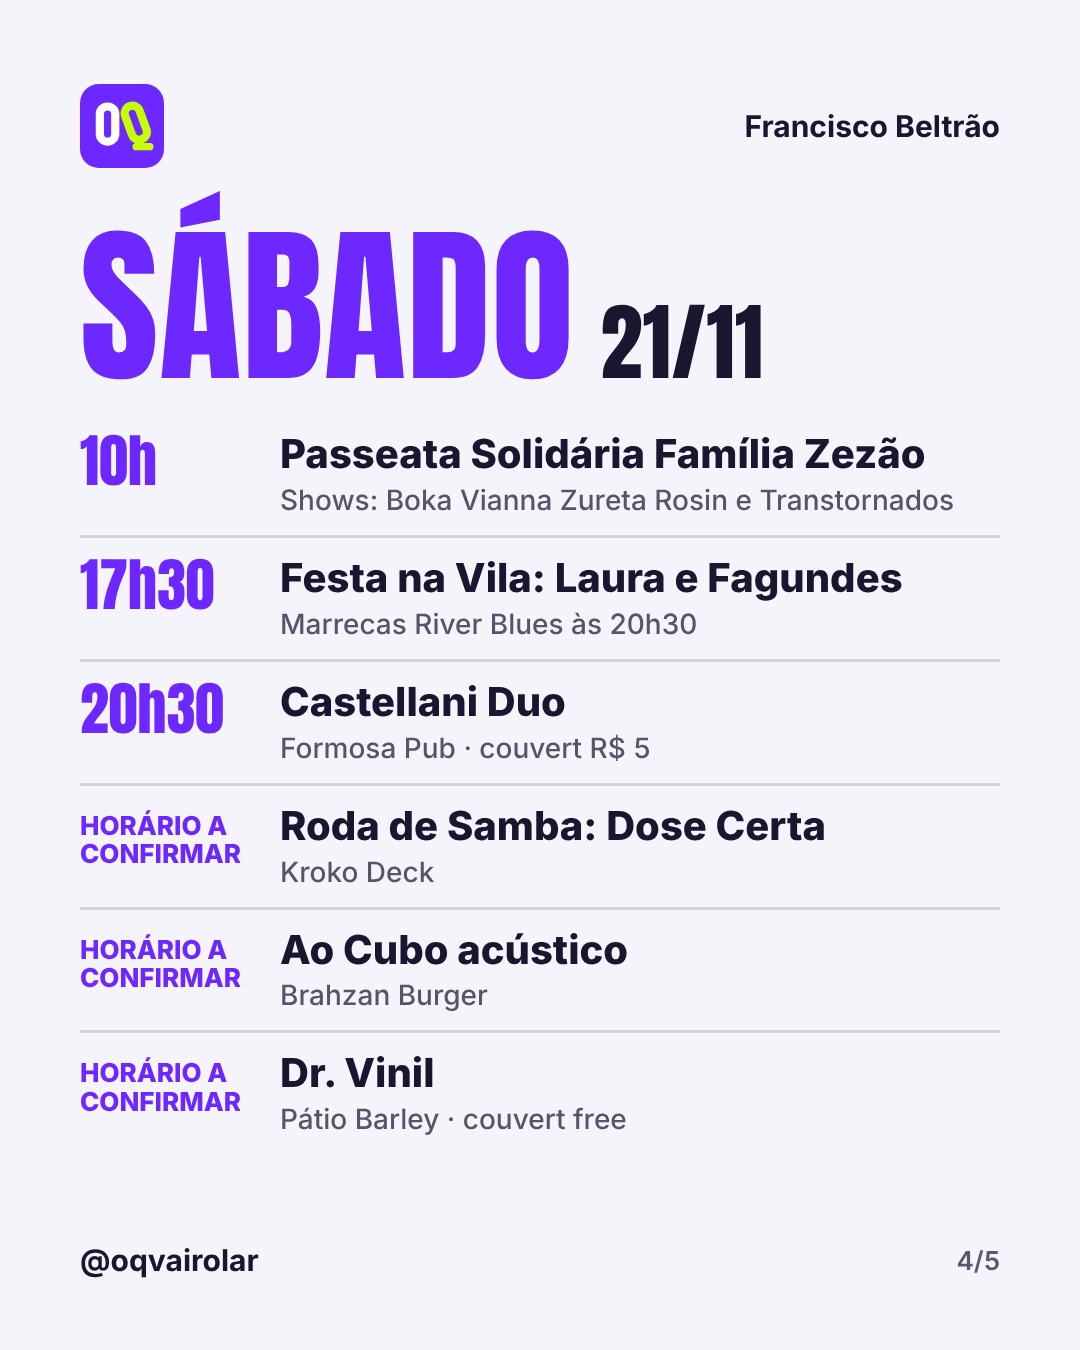 OQ
Francisco Beltrão
SÁBADO 21/11
10h
Passeata Solidária Família Zezão
Shows: Boka Vianna Zureta Rosin e Transtornados
17h30
Festa na Vila: Laura e Fagundes
Marrecas River Blues às 20h30
20h30
Castellani Duo
Formosa Pub · couvert R$ 5
HORÁRIO A
CONFIRMAR
Roda de Samba: Dose Certa
Kroko Deck
HORÁRIO A
CONFIRMAR
Ao Cubo acústico
Brahzan Burger
HORÁRIO A
CONFIRMAR
Dr. Vinil
Pátio Barley · couvert free
@oqvairolar
4/5